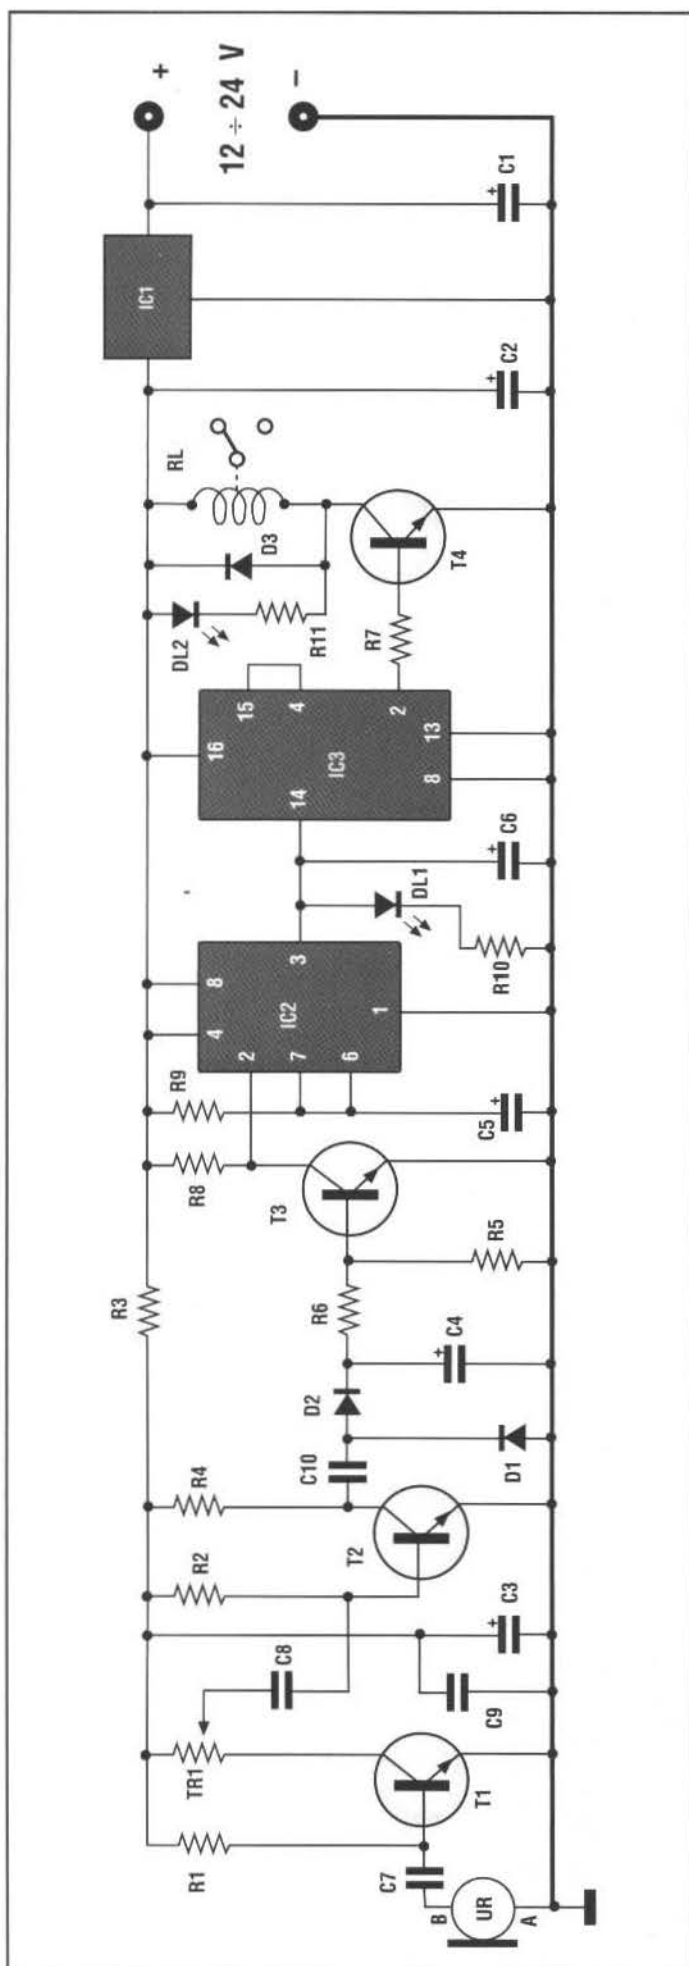 +
12 ÷ 24 V
−
C1
IC1
C2
RL
D3
DL2
R11
R7
T4
15
4
2
16
IC3
14
13
8
C6
DL1
R10
8
4
3
IC2
2
7
6
1
R9
R8
C5
T3
R5
R3
R6
C4
D2
C10
D1
R4
R2
T2
C8
C3
C9
TR1
T1
R1
C7
B
UR
A
+
+
+
+
+
+